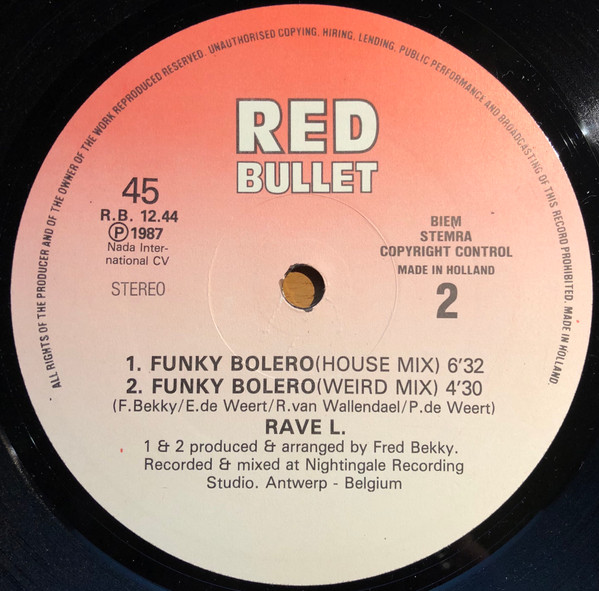 ALL RIGHTS OF THE PRODUCER AND OF THE OWNER OF THE WORK REPRODUCED RESERVED. UNAUTHORISED COPYING. HIRING. LENDING. PUBLIC PERFORMANCE AND BROADCASTING OF THIS RECORD PROHIBITED. MADE IN HOLLAND.
RED
BULLET
45
R.B. 12.44
Ⓟ 1987
Nada Inter-
national CV
STEREO
BIEM
STEMRA
COPYRIGHT CONTROL
MADE IN HOLLAND
2
1. FUNKY BOLERO(HOUSE MIX) 6'32
2. FUNKY BOLERO(WEIRD MIX) 4'30
(F.Bekky/E.de Weert/R.van Wallendael/P.de Weert)
RAVE L.
1 & 2 produced & arranged by Fred Bekky.
Recorded & mixed at Nightingale Recording
Studio. Antwerp - Belgium